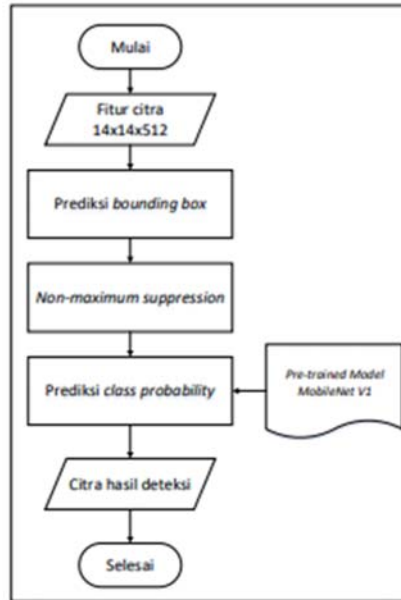 Mulai
Fitur citra
14x14x512
Prediksi bounding box
Non-maximum suppression
Prediksi class probability
Pre-trained Model
MobileNet V1
Citra hasil deteksi
Selesai